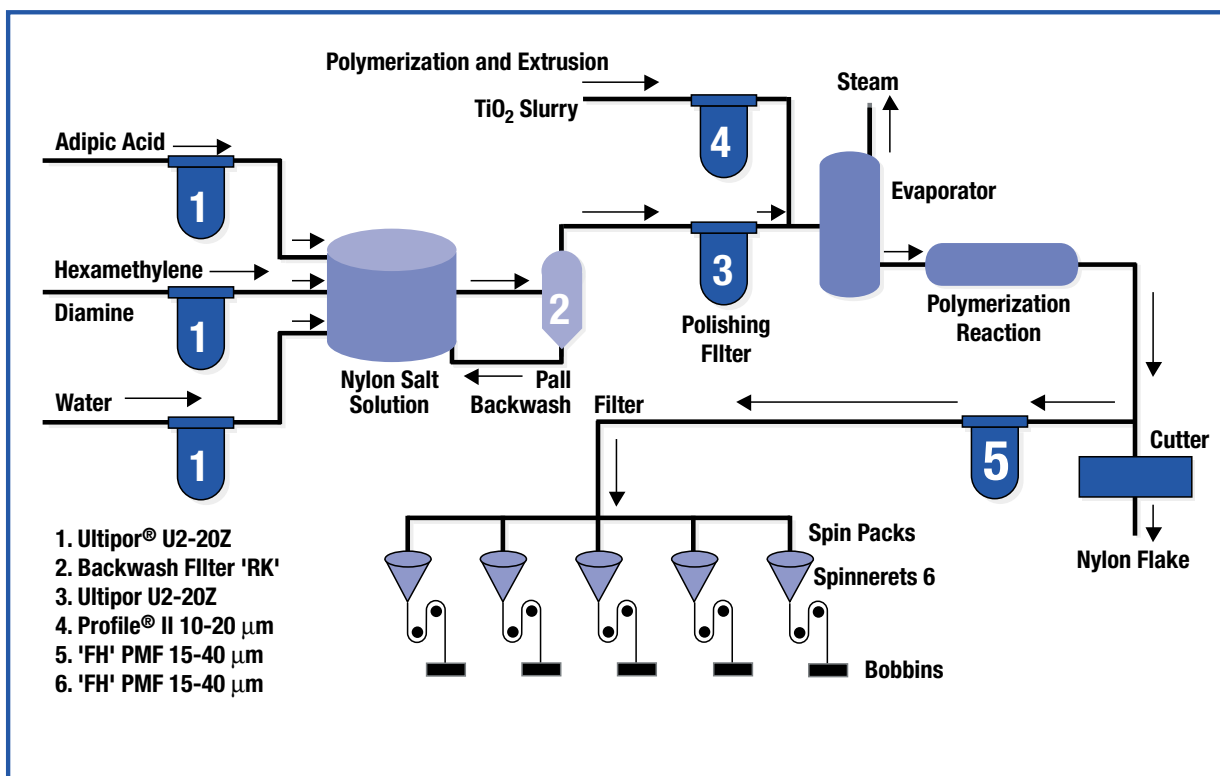 Polymerization and Extrusion
TiO₂ Slurry
4
Steam
Adipic Acid
1
Evaporator
Hexamethylene
Diamine
1
2
3
Polishing
FIlter
Polymerization
Reaction
Nylon Salt
Solution
Pall
Backwash
Filter
Water
1
5
Cutter
Nylon Flake
Spin Packs
Spinnerets 6
Bobbins
1. Ultipor® U2-20Z
2. Backwash FIlter 'RK'
3. Ultipor U2-20Z
4. Profile® II 10-20 µm
5. 'FH' PMF 15-40 µm
6. 'FH' PMF 15-40 µm